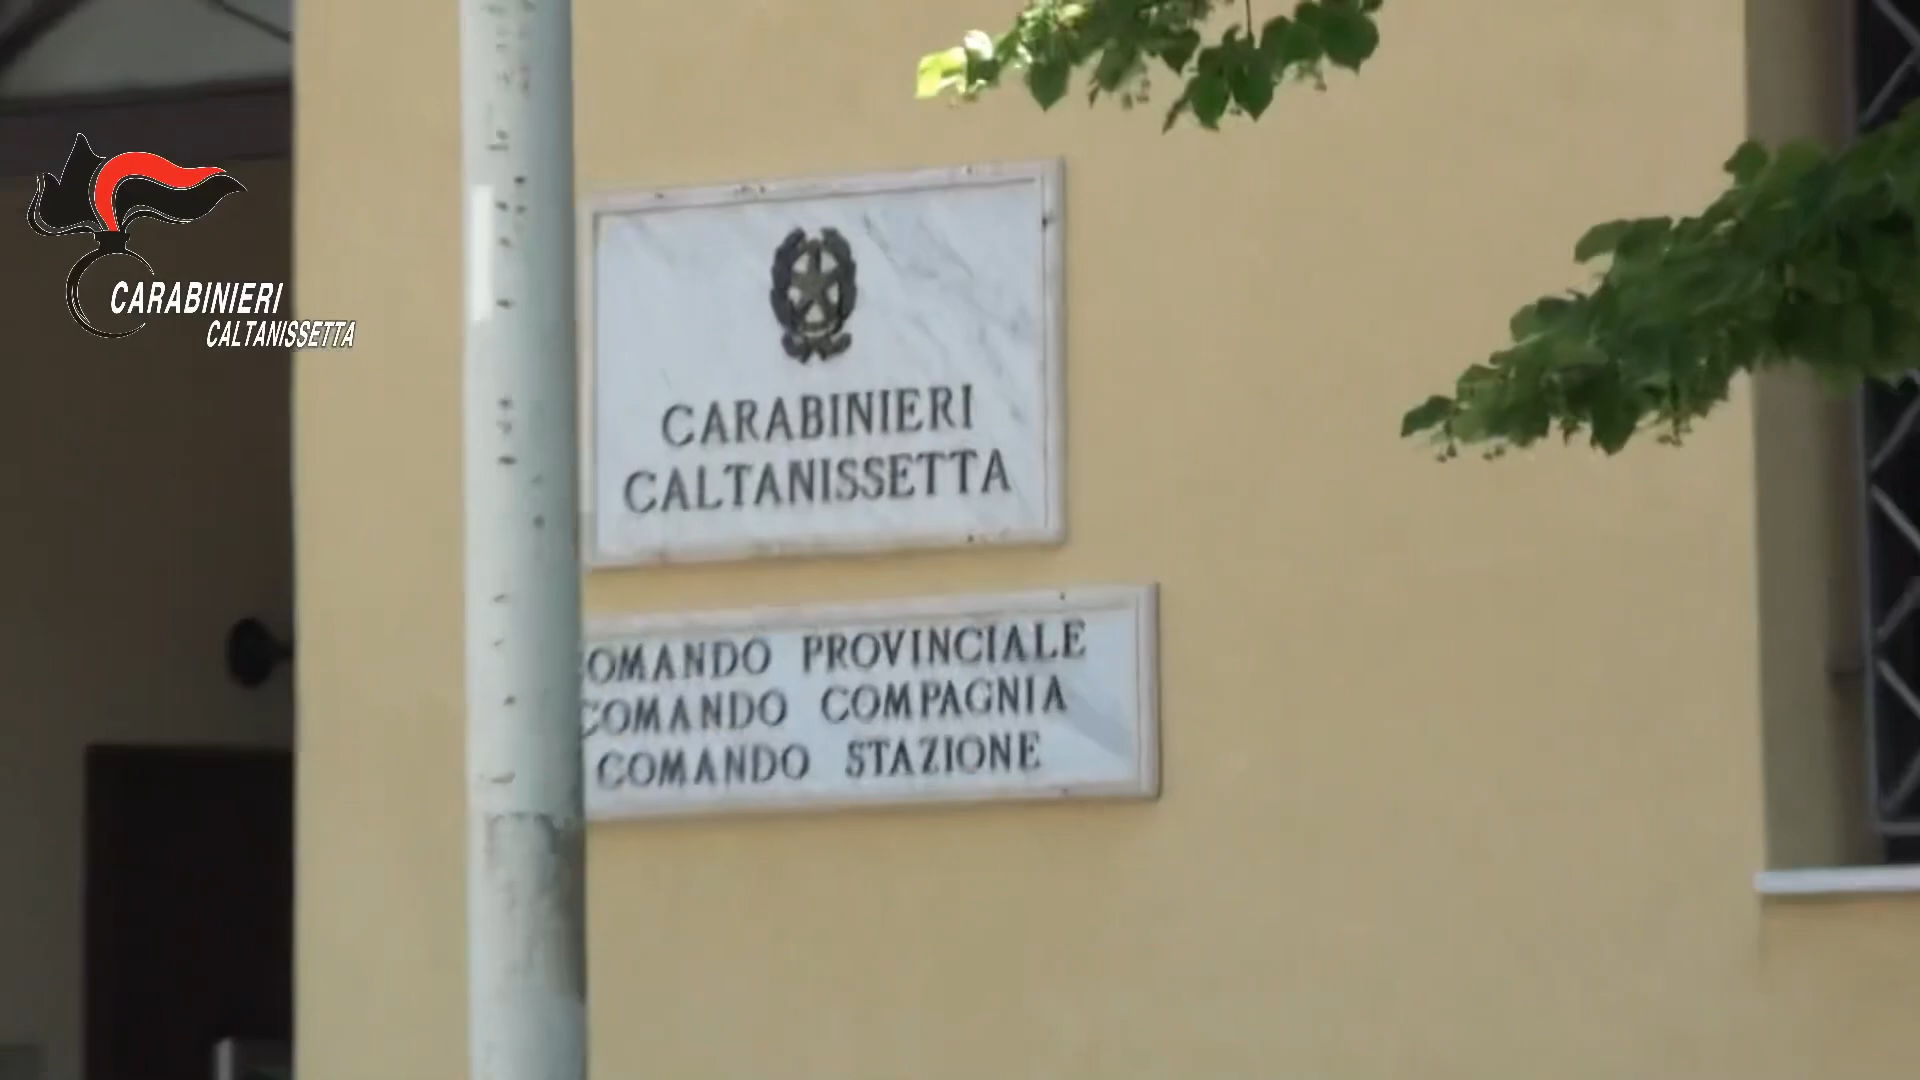 CARABINIERI
CALTANISSETTA
CARABINIERI
CALTANISSETTA
OMANDO PROVINCIALE
COMANDO COMPAGNIA
COMANDO STAZIONE